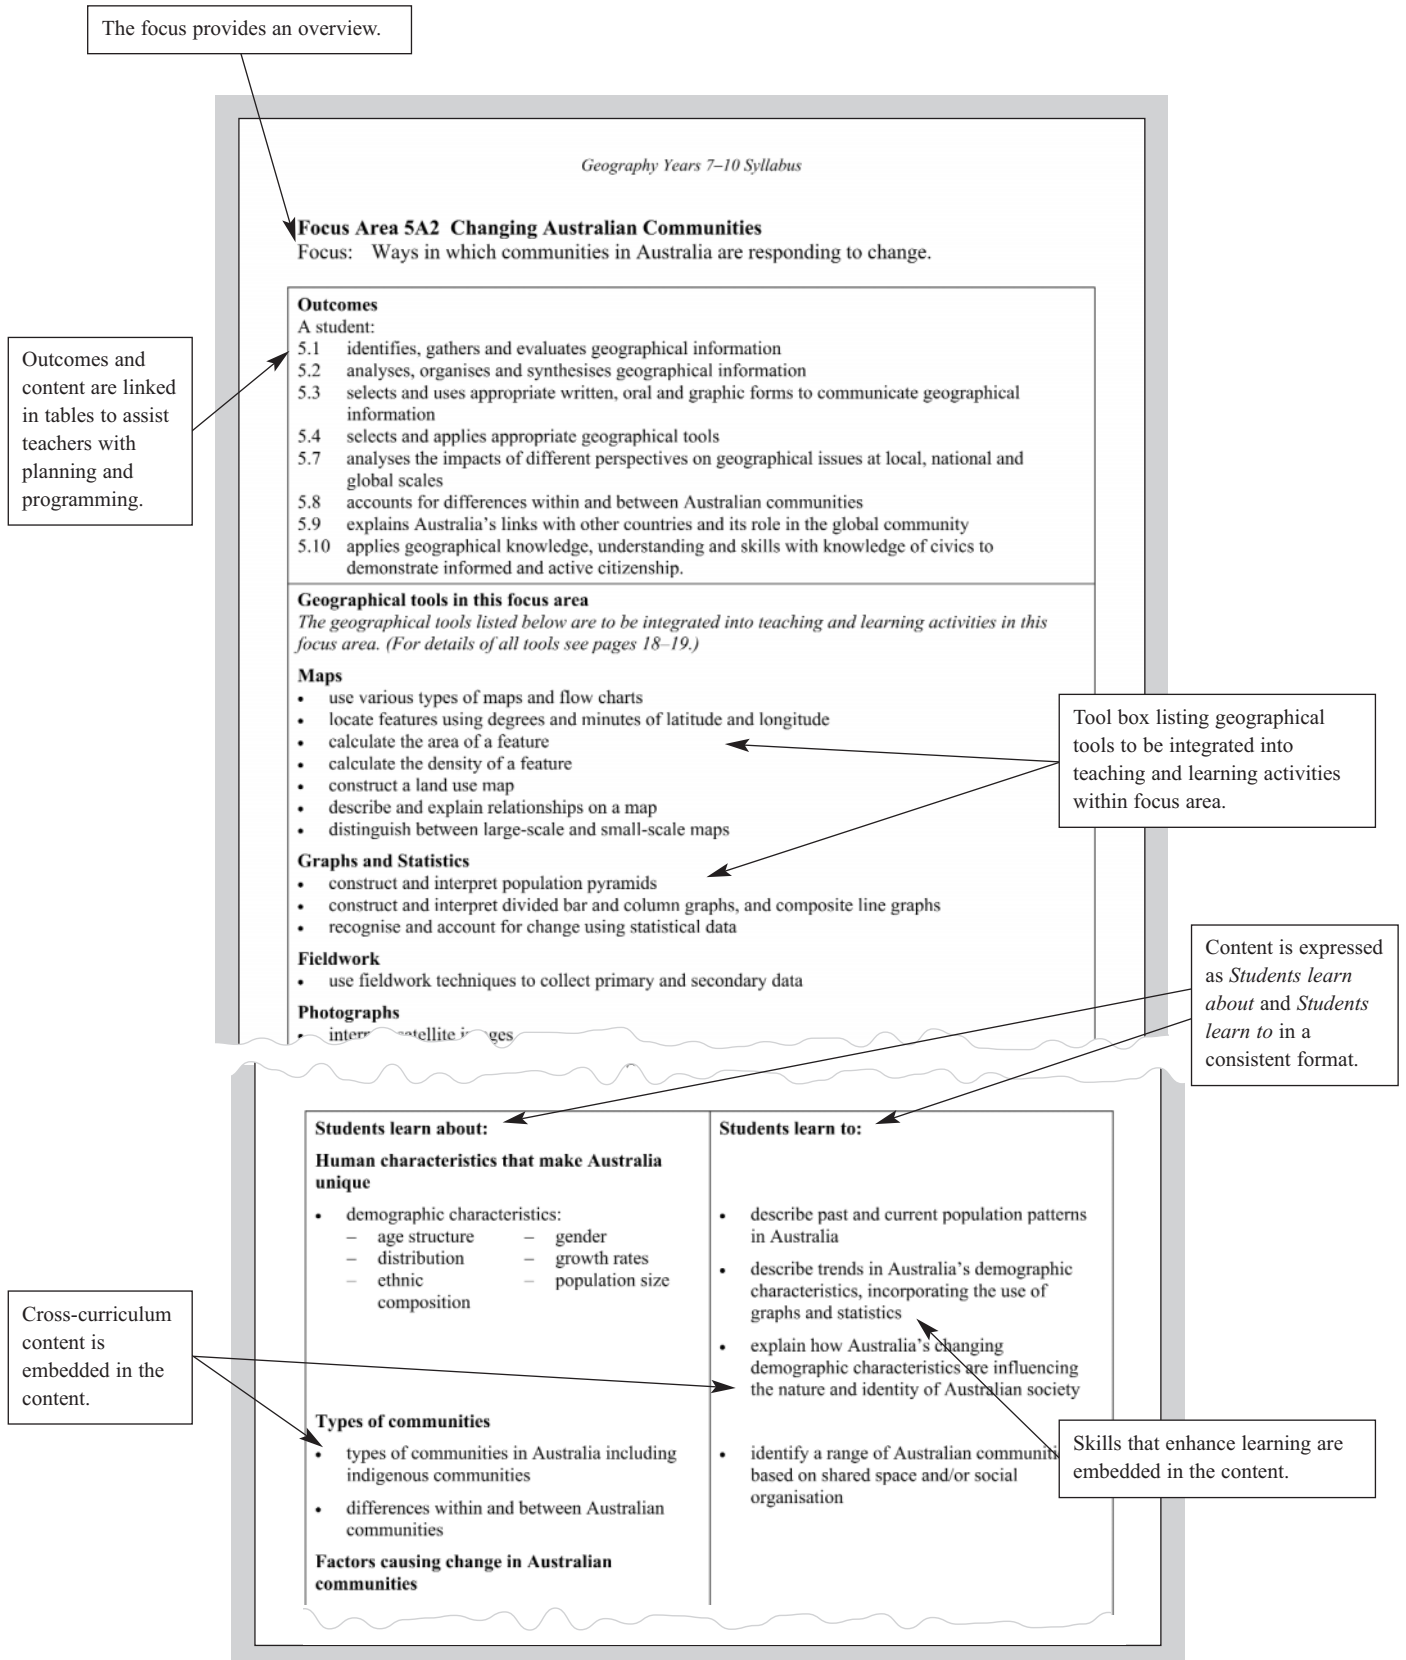 The focus provides an overview.
Geography Years 7–10 Syllabus
Focus Area 5A2 Changing Australian Communities
Focus: Ways in which communities in Australia are responding to change.
Outcomes and
content are linked
in tables to assist
teachers with
planning and
programming.
Outcomes
A student:
5.1 identifies, gathers and evaluates geographical information
5.2 analyses, organises and synthesises geographical information
5.3 selects and uses appropriate written, oral and graphic forms to communicate geographical
information
5.4 selects and applies appropriate geographical tools
5.7 analyses the impacts of different perspectives on geographical issues at local, national and
global scales
5.8 accounts for differences within and between Australian communities
5.9 explains Australia's links with other countries and its role in the global community
5.10 applies geographical knowledge, understanding and skills with knowledge of civics to
demonstrate informed and active citizenship.
Geographical tools in this focus area
The geographical tools listed below are to be integrated into teaching and learning activities in this
focus area. (For details of all tools see pages 18–19.)
Maps
• use various types of maps and flow charts
• locate features using degrees and minutes of latitude and longitude
• calculate the area of a feature
• calculate the density of a feature
• construct a land use map
• describe and explain relationships on a map
• distinguish between large-scale and small-scale maps
Tool box listing geographical
tools to be integrated into
teaching and learning activities
within focus area.
Graphs and Statistics
• construct and interpret population pyramids
• construct and interpret divided bar and column graphs, and composite line graphs
• recognise and account for change using statistical data
Fieldwork
• use fieldwork techniques to collect primary and secondary data
Photographs
Content is expressed
as Students learn
about and Students
learn to in a
consistent format.
Students learn about:
Human characteristics that make Australia
unique
• demographic characteristics:
– age structure – gender
– distribution – growth rates
– ethnic – population size
composition
Types of communities
• types of communities in Australia including
indigenous communities
• differences within and between Australian
communities
Factors causing change in Australian
communities
Students learn to:
• describe past and current population patterns
in Australia
• describe trends in Australia's demographic
characteristics, incorporating the use of
graphs and statistics
• explain how Australia's changing
demographic characteristics are influencing
the nature and identity of Australian society
• identify a range of Australian
based on shared space and/or social
organisation
Cross-curriculum
content is
embedded in the
content.
Skills that enhance learning are
embedded in the content.